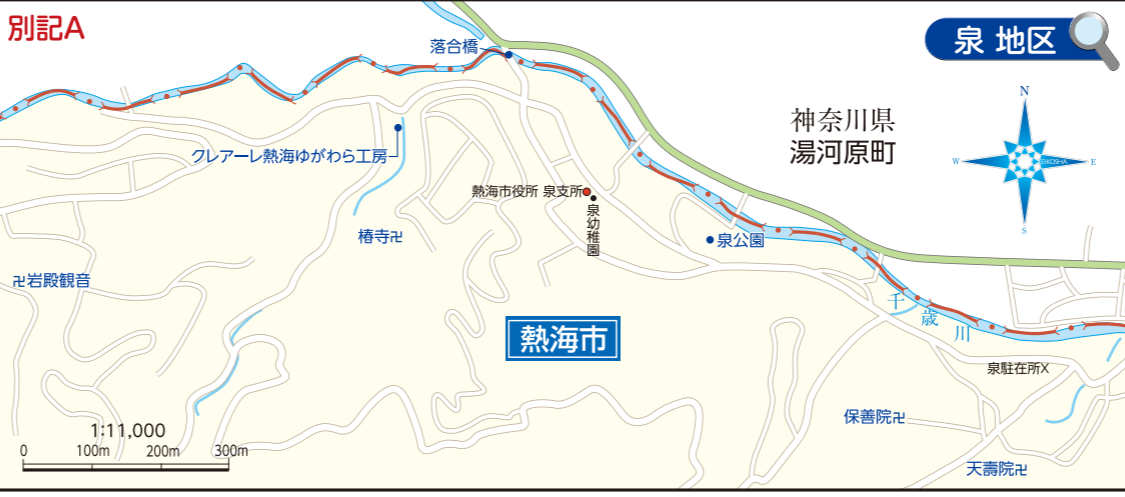 別記A
泉 地区
落合橋
神奈川県
湯河原町
N
W
EIKOSHA
E
S
クレアーレ熱海ゆがわら工房
熱海市役所 泉支所
泉幼稚園
椿寺卍
泉公園
卍岩殿観音
千歳川
熱海市
泉駐在所X
保善院卍
天壽院卍
1:11,000
0 100m 200m 300m